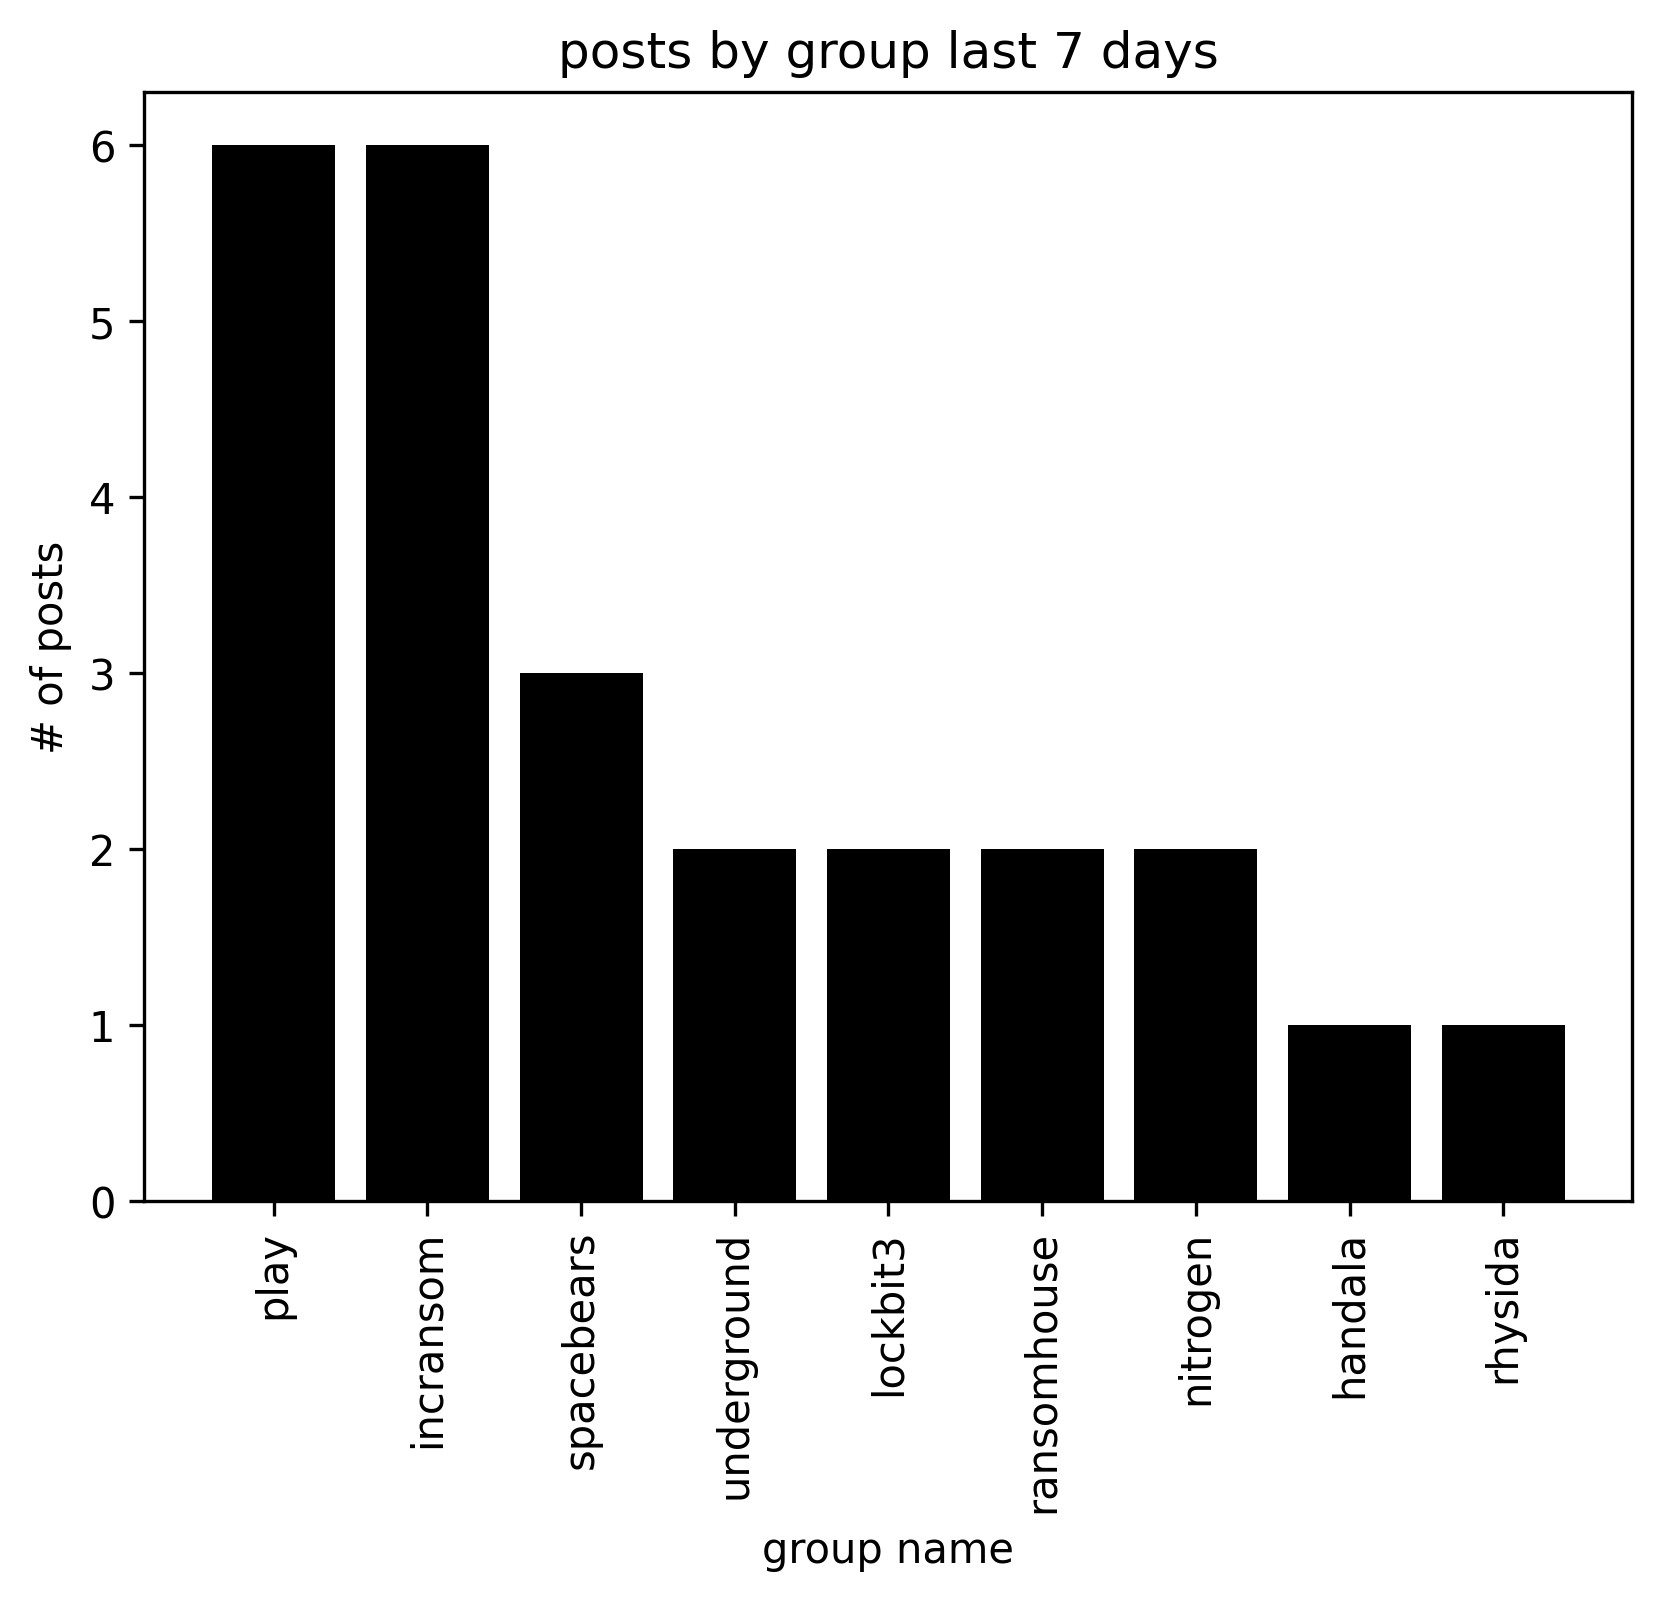 posts by group last 7 days
6
5
4
3
2
1
0
# of posts
play
incransom
spacebears
underground
lockbit3
ransomhouse
nitrogen
handala
rhysida
group name